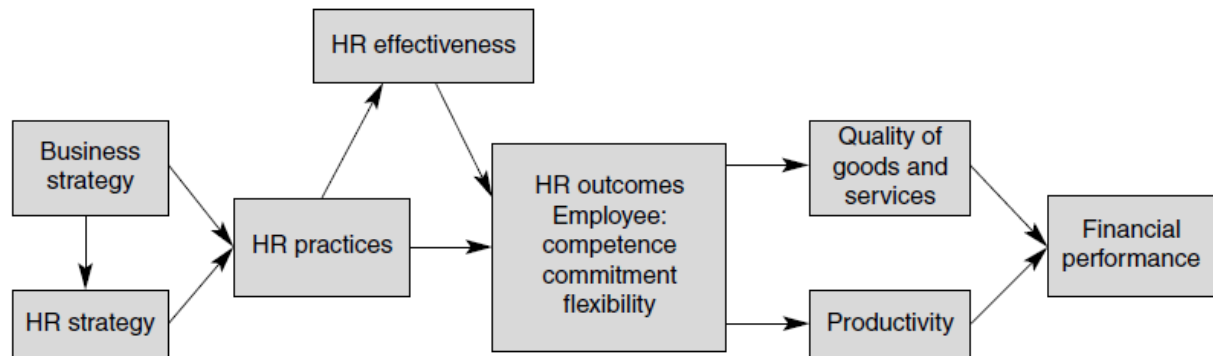 HR effectiveness
Business
strategy
HR strategy
HR practices
HR outcomes
Employee:
competence
commitment
flexibility
Quality of
goods and
services
Productivity
Financial
performance